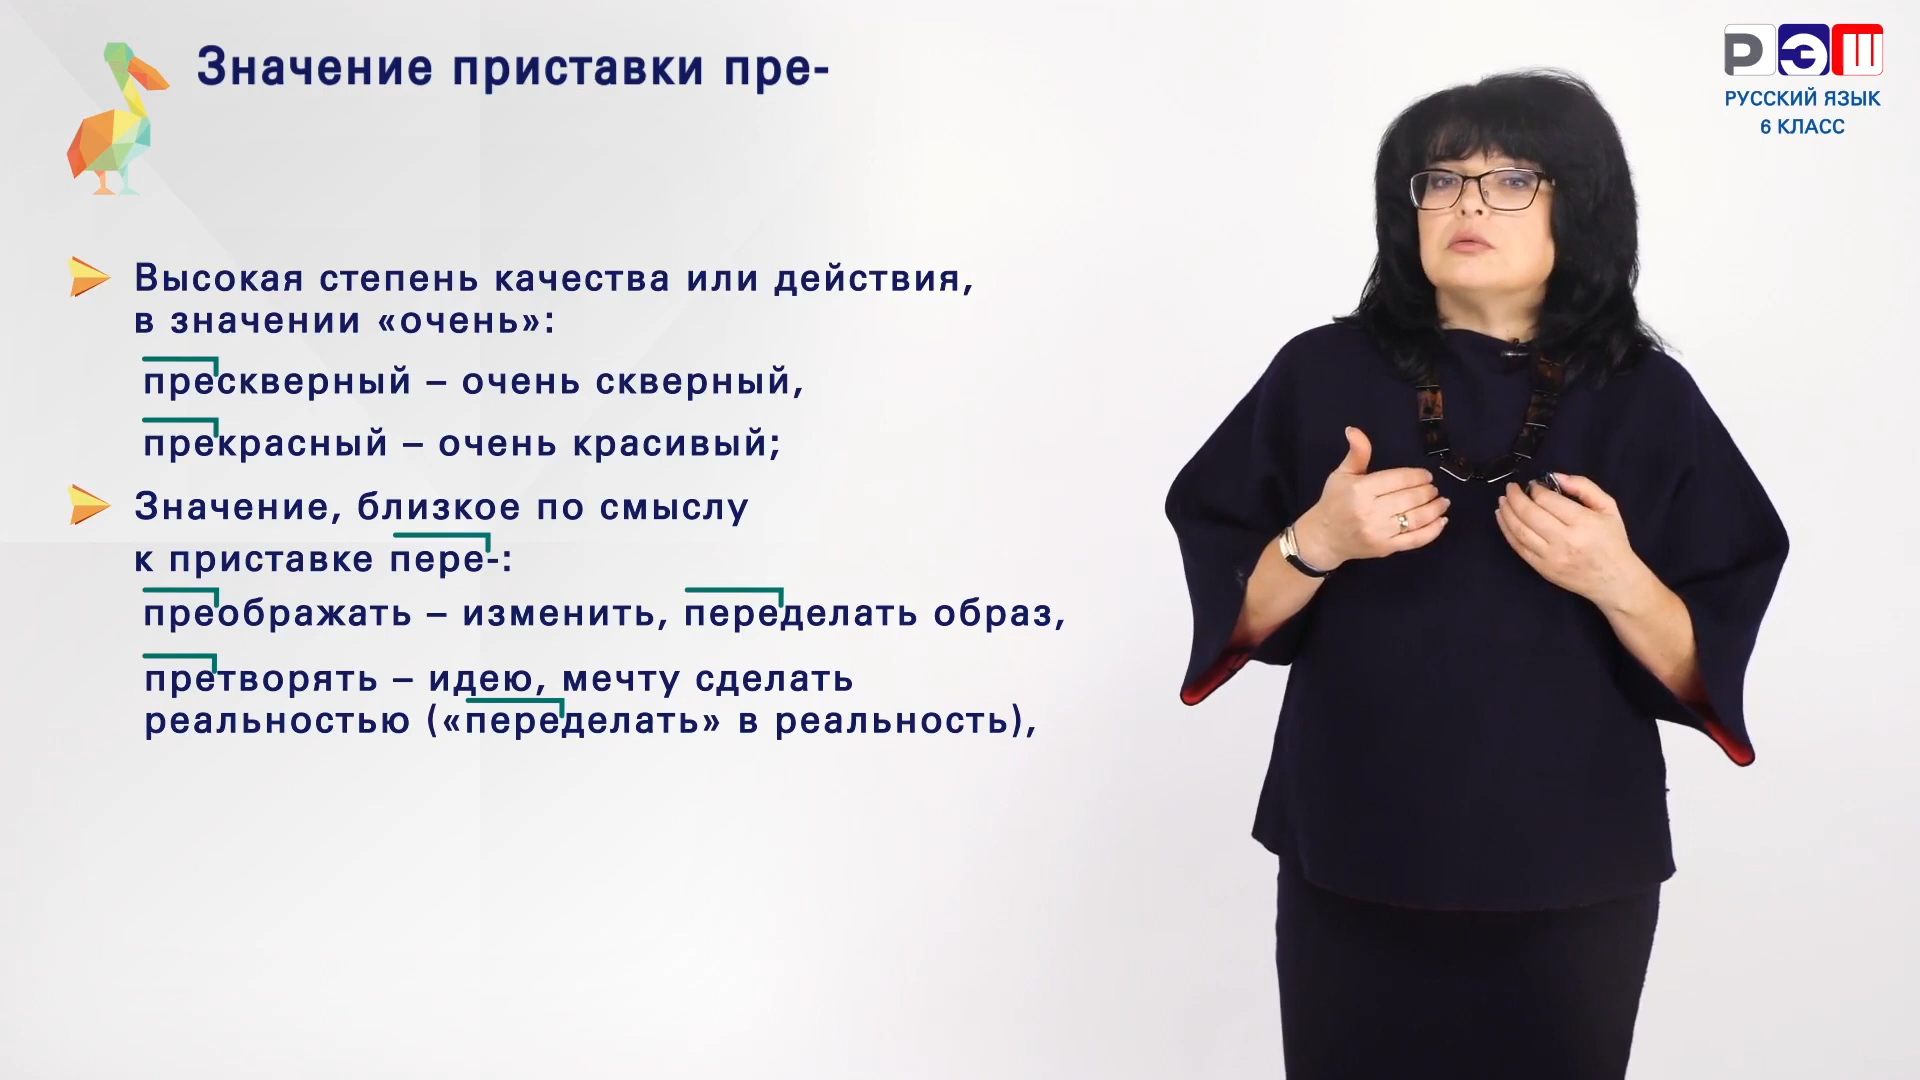 Значение приставки пре-
РЭШ
РУССКИЙ ЯЗЫК
6 КЛАСС
Высокая степень качества или действия,
в значении «очень»:
прескверный – очень скверный,
прекрасный – очень красивый;
Значение, близкое по смыслу
к приставке пере-:
преображать – изменить, переделать образ,
претворять – идею, мечту сделать
реальностью («переделать» в реальность),